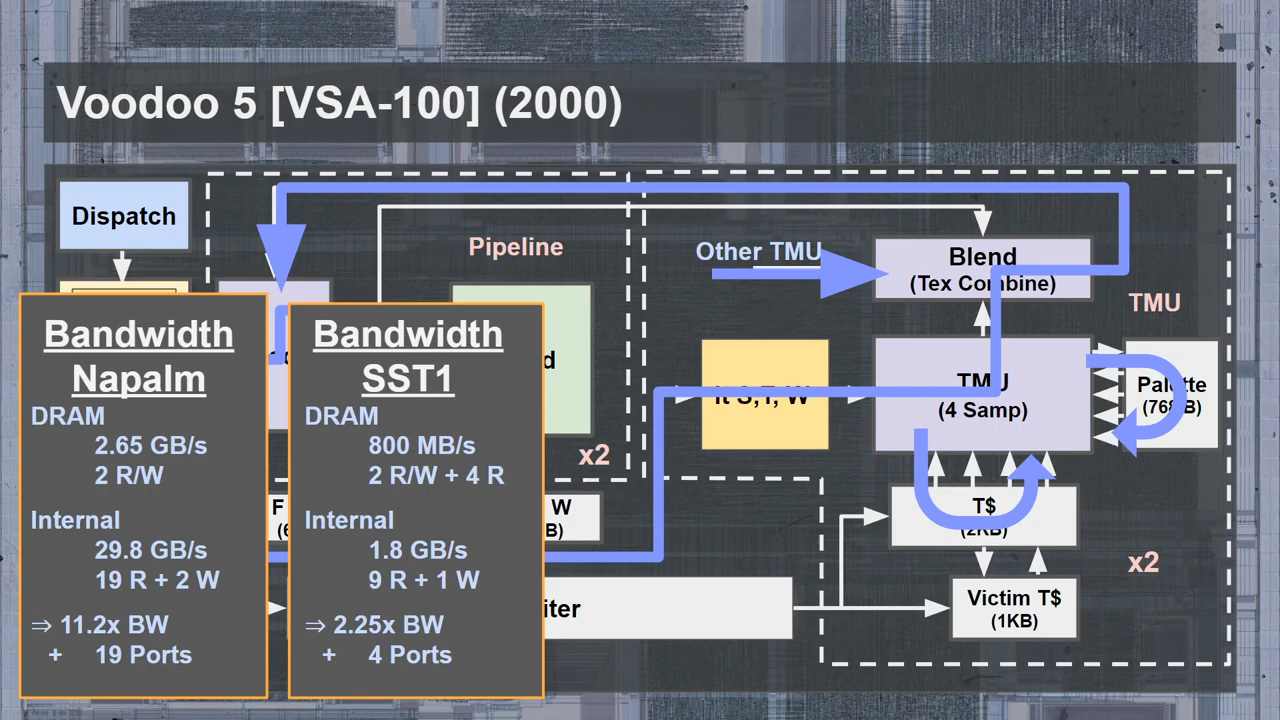 Voodoo 5 [VSA-100] (2000)
Dispatch
Pipeline
x2
Other TMU
Blend
(Tex Combine)
TMU
TMU
(4 Samp)
Palette
T$
(2KB)
Victim T$
(1KB)
x2
Bandwidth
Napalm
DRAM
2.65 GB/s
2 R/W
Internal
29.8 GB/s
19 R + 2 W
⇒ 11.2x BW
+ 19 Ports
Bandwidth
SST1
DRAM
800 MB/s
2 R/W + 4 R
Internal
1.8 GB/s
9 R + 1 W
⇒ 2.25x BW
+ 4 Ports